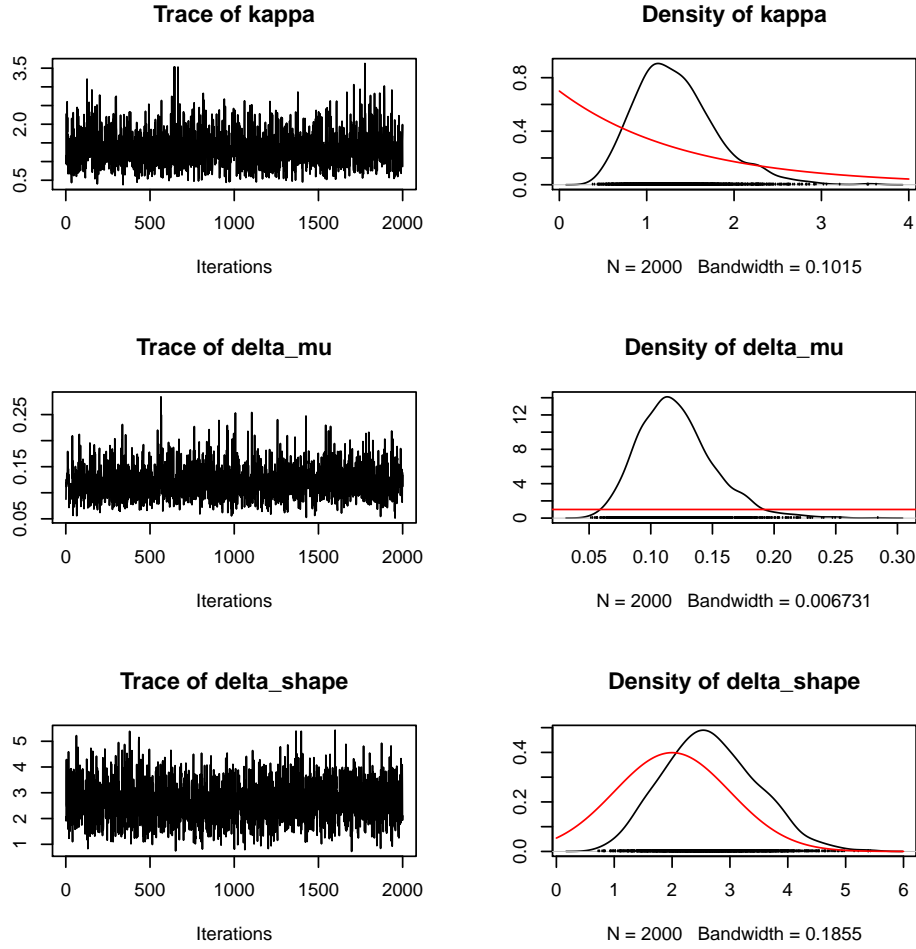 Trace of kappa
3.5
2.0
0.5
0 500 1000 1500 2000
Iterations
Density of kappa
0.8
0.4
0.0
0 1 2 3 4
N = 2000 Bandwidth = 0.1015
Trace of delta_mu
0.25
0.15
0.05
0 500 1000 1500 2000
Iterations
Density of delta_mu
12
8
4
0
0.05 0.10 0.15 0.20 0.25 0.30
N = 2000 Bandwidth = 0.006731
Trace of delta_shape
5
4
3
2
1
0 500 1000 1500 2000
Iterations
Density of delta_shape
0.4
0.2
0.0
0 1 2 3 4 5 6
N = 2000 Bandwidth = 0.1855